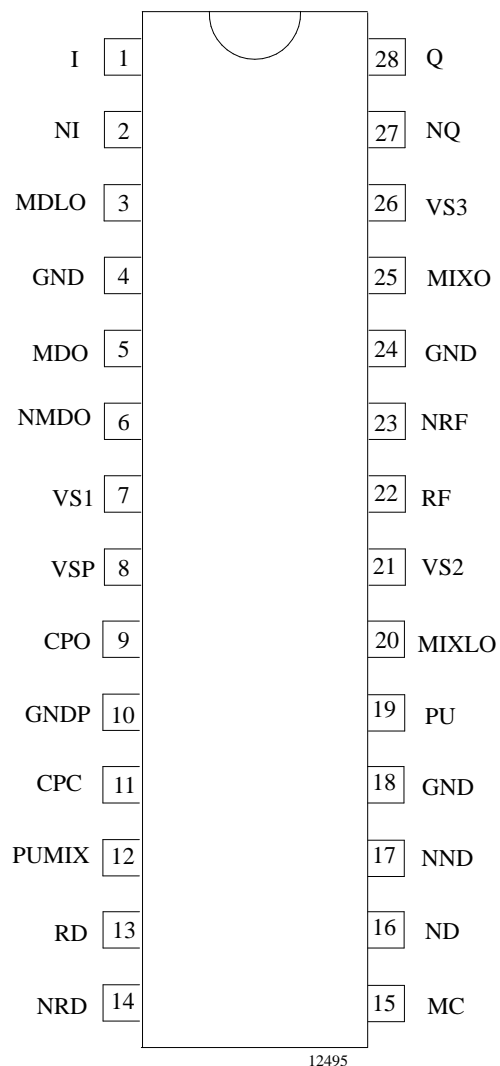 I 1 28 Q
NI 2 27 NQ
MDLO 3 26 VS3
GND 4 25 MIXO
MDO 5 24 GND
NMDO 6 23 NRF
VS1 7 22 RF
VSP 8 21 VS2
CPO 9 20 MIXLO
GNDP 10 19 PU
CPC 11 18 GND
PUMIX 12 17 NND
RD 13 16 ND
NRD 14 15 MC
12495